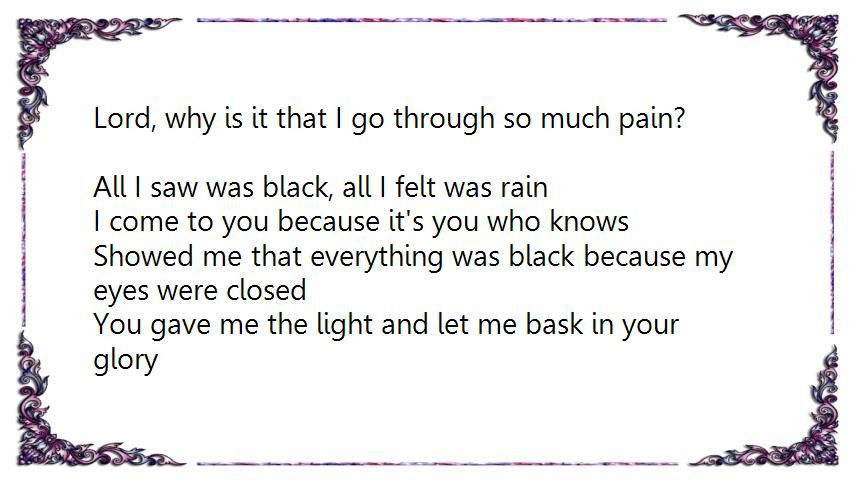 Lord, why is it that I go through so much pain?
All I saw was black, all I felt was rain
I come to you because it's you who knows
Showed me that everything was black because my
eyes were closed
You gave me the light and let me bask in your
glory